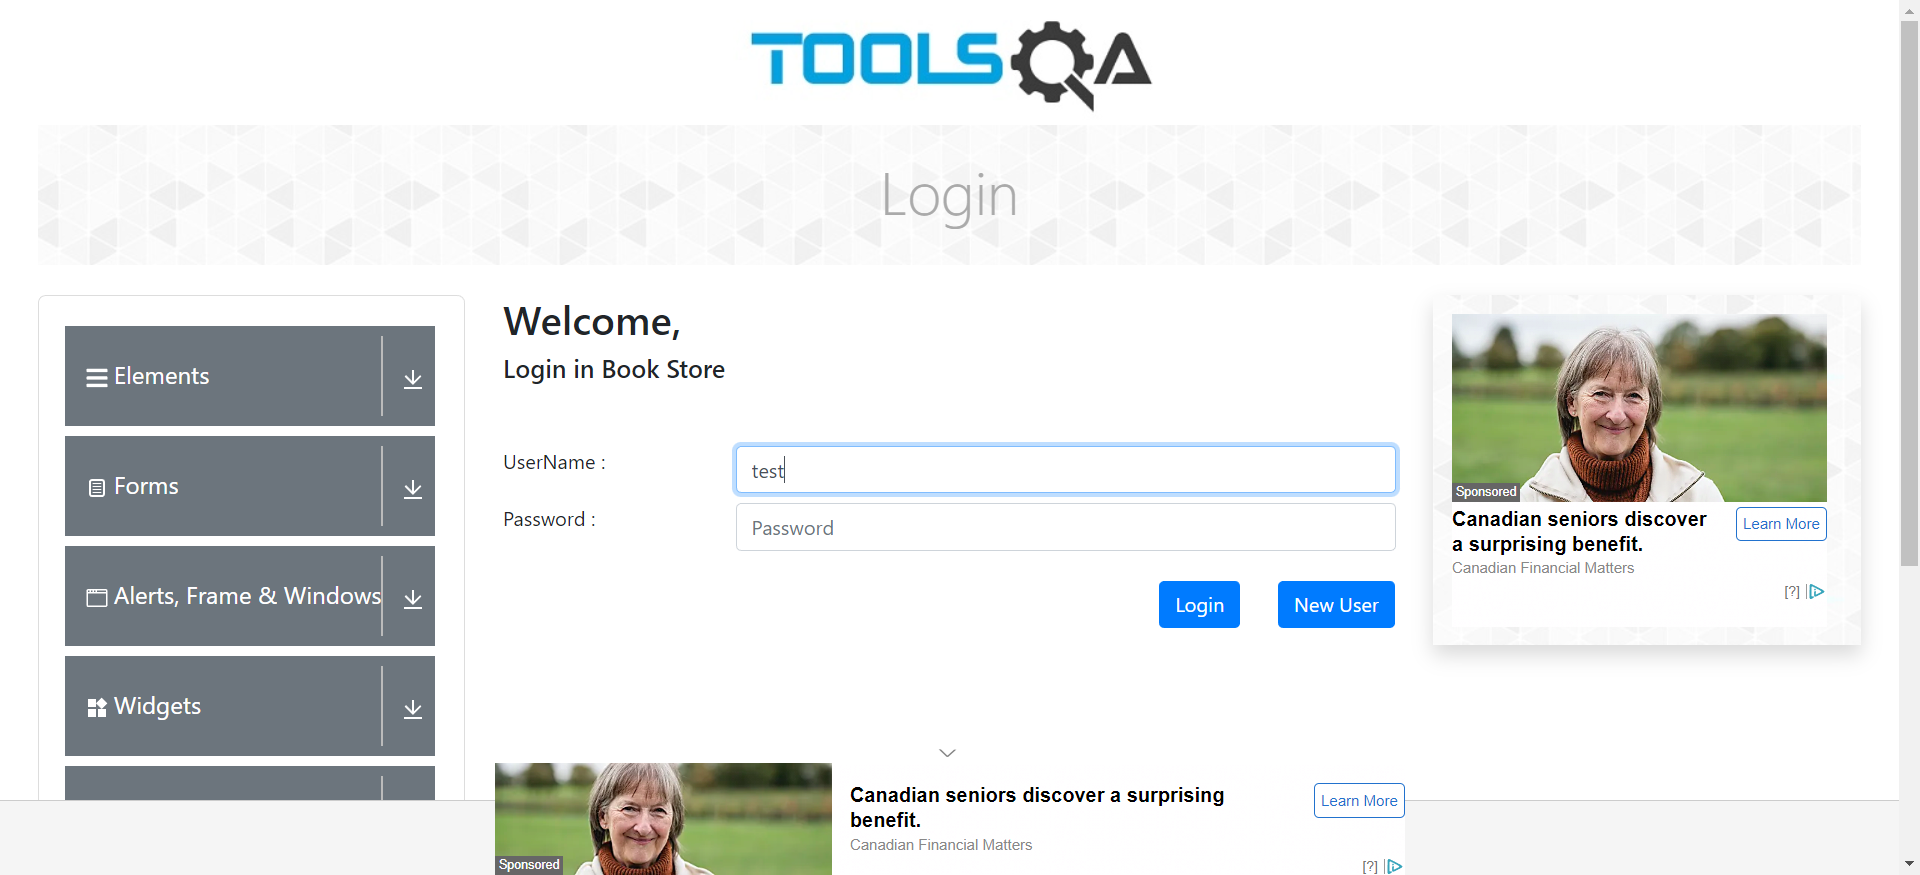 TOOLSQA
Login
Elements
Forms
Alerts, Frame & Windows
Widgets
Welcome,
Login in Book Store
UserName :
test
Password :
Password
Login
New User
Sponsored
Canadian seniors discover
a surprising benefit.
Learn More
Canadian Financial Matters
[?]
Sponsored
Canadian seniors discover a surprising
benefit.
Learn More
Canadian Financial Matters
[?]